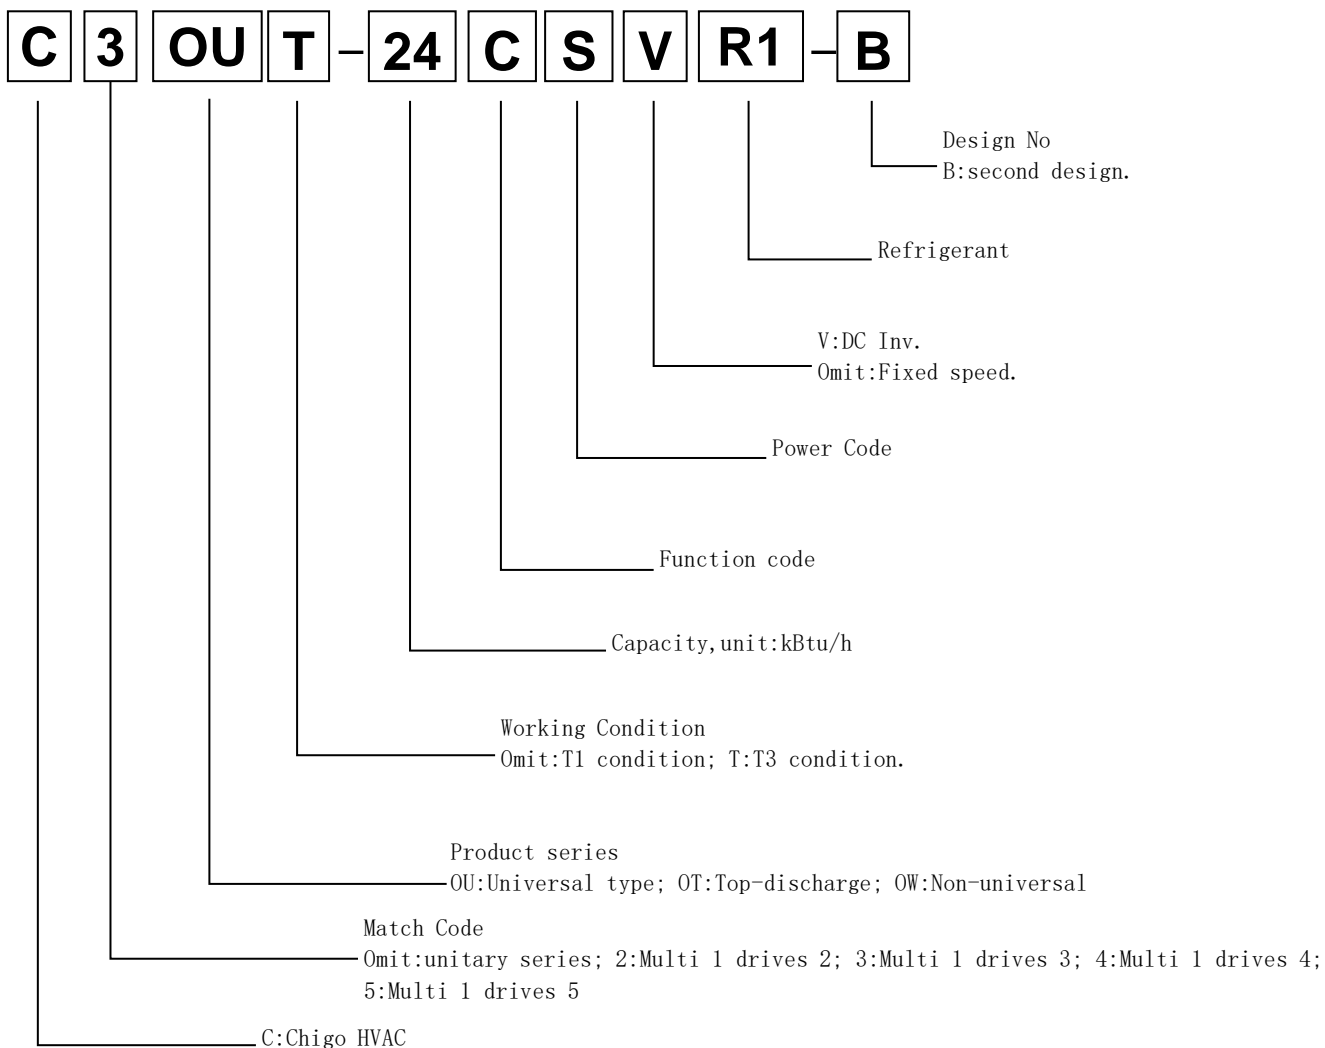 C 3 OU T - 24 C S V R1 - B
Design No
B:second design.
Refrigerant
V:DC Inv.
Omit:Fixed speed.
Power Code
Function code
Capacity,unit:kBtu/h
Working Condition
Omit:T1 condition; T:T3 condition.
Product series
OU:Universal type; OT:Top-discharge; OW:Non-universal
Match Code
Omit:unitary series; 2:Multi 1 drives 2; 3:Multi 1 drives 3; 4:Multi 1 drives 4;
5:Multi 1 drives 5
C:Chigo HVAC